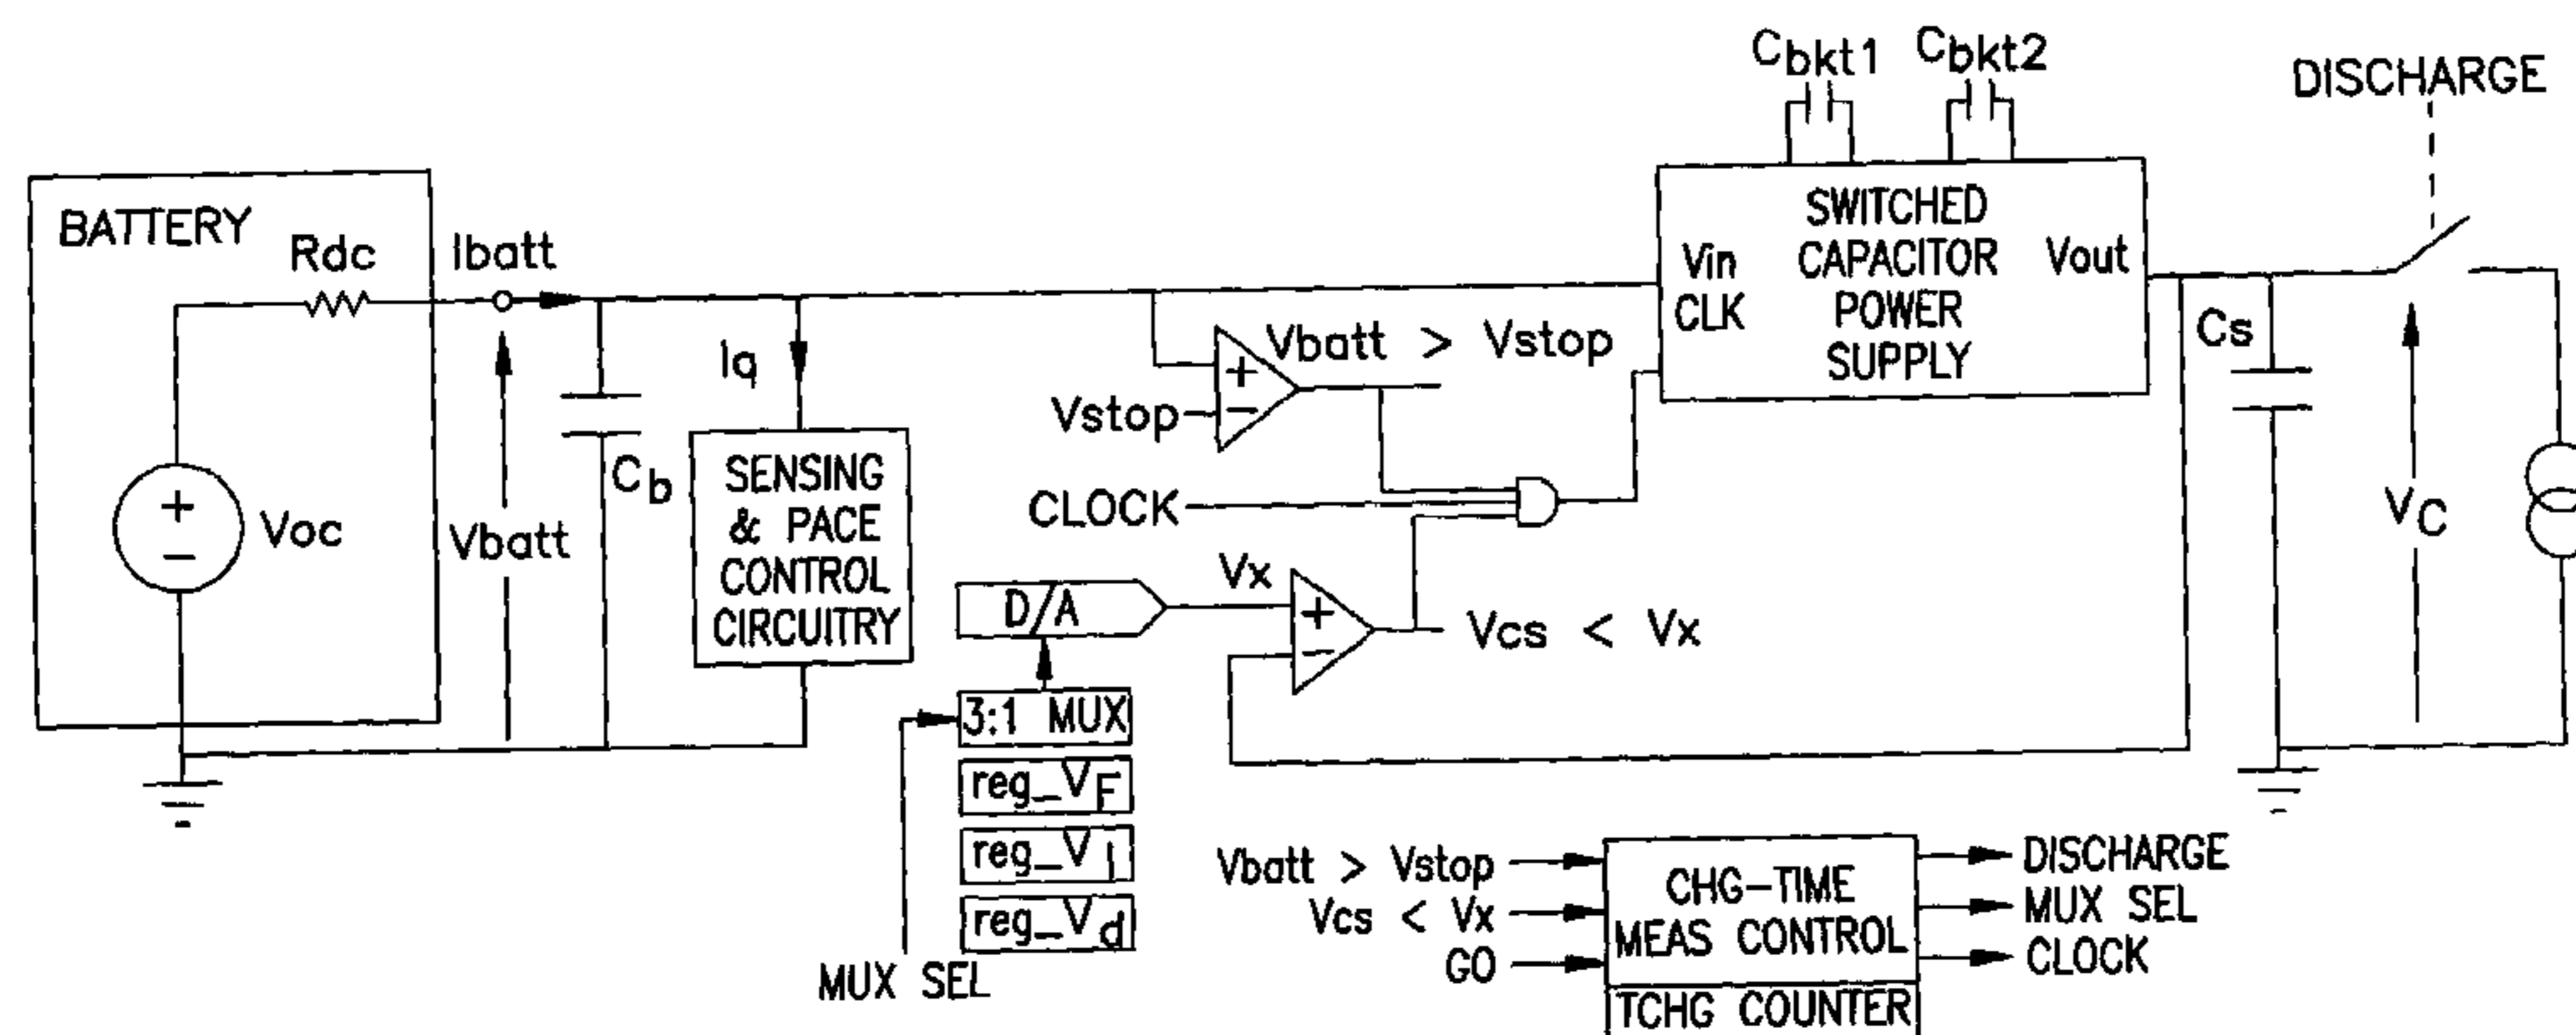 Cbkt1
Cbkt2
DISCHARGE
BATTERY
Rdc
Ibatt
Vin
CLK
SWITCHED
CAPACITOR
POWER
SUPPLY
Vout
Iq
Vbatt > Vstop
Cs
+
-
Vstop
Cb
SENSING
& PACE
CONTROL
CIRCUITRY
+
-
Voc
Vbatt
CLOCK
VC
Vx
D/A
+
-
Vcs < Vx
3:1 MUX
reg_VF
reg_VI
reg_Vd
MUX SEL
Vbatt > Vstop
Vcs < Vx
GO
CHG-TIME
MEAS CONTROL
TCHG COUNTER
DISCHARGE
MUX SEL
CLOCK